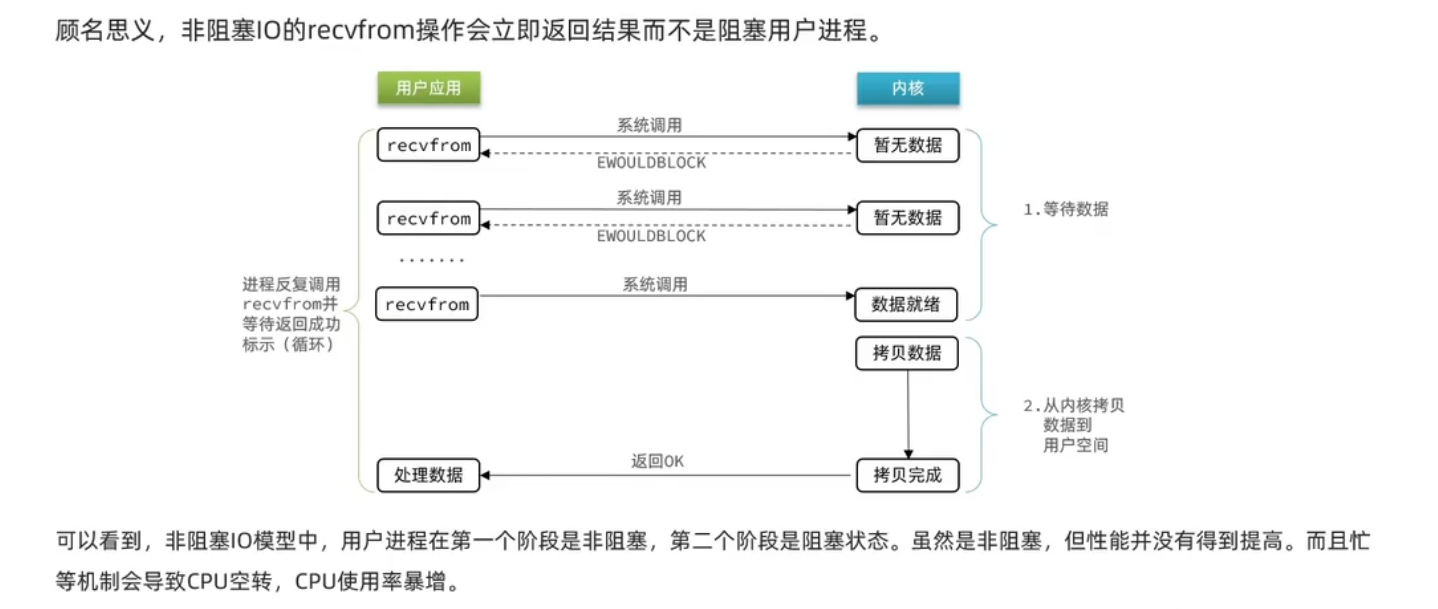 顾名思义，非阻塞IO的recvfrom操作会立即返回结果而不是阻塞用户进程。
用户应用
内核
recvfrom
系统调用
暂无数据
EWOULDBLOCK
recvfrom
系统调用
暂无数据
EWOULDBLOCK
1.等待数据
.......
进程反复调用
recvfrom并
等待返回成功
标示（循环）
recvfrom
系统调用
数据就绪
拷贝数据
2.从内核拷贝
数据到
用户空间
处理数据
返回OK
拷贝完成
可以看到，非阻塞IO模型中，用户进程在第一个阶段是非阻塞，第二个阶段是阻塞状态。虽然是非阻塞，但性能并没有得到提高。而且忙
等机制会导致CPU空转，CPU使用率暴增。